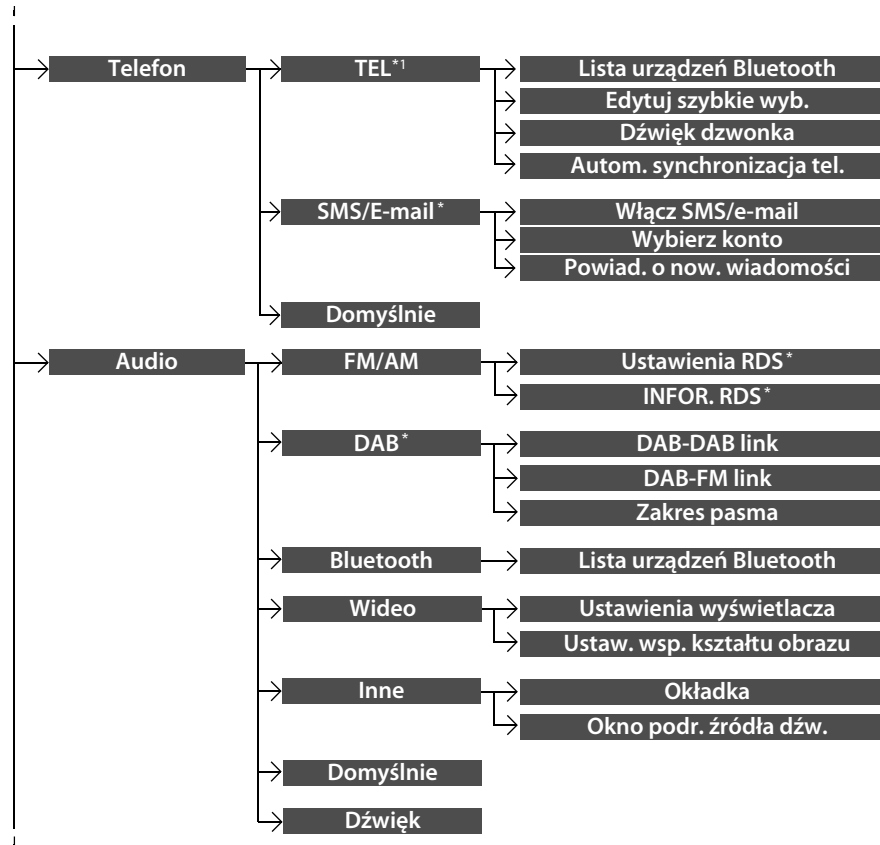 Telefon
TEL*1
Lista urządzeń Bluetooth
Edytuj szybkie wyb.
Dźwięk dzwonka
Autom. synchronizacja tel.
SMS/E-mail*
Włącz SMS/e-mail
Wybierz konto
Powiad. o now. wiadomości
Domyślnie
Audio
FM/AM
Ustawienia RDS*
INFOR. RDS*
DAB*
DAB-DAB link
DAB-FM link
Zakres pasma
Bluetooth
Lista urządzeń Bluetooth
Wideo
Ustawienia wyświetlacza
Ustaw. wsp. kształtu obrazu
Inne
Okładka
Okno podr. źródła dźw.
Domyślnie
Dźwięk